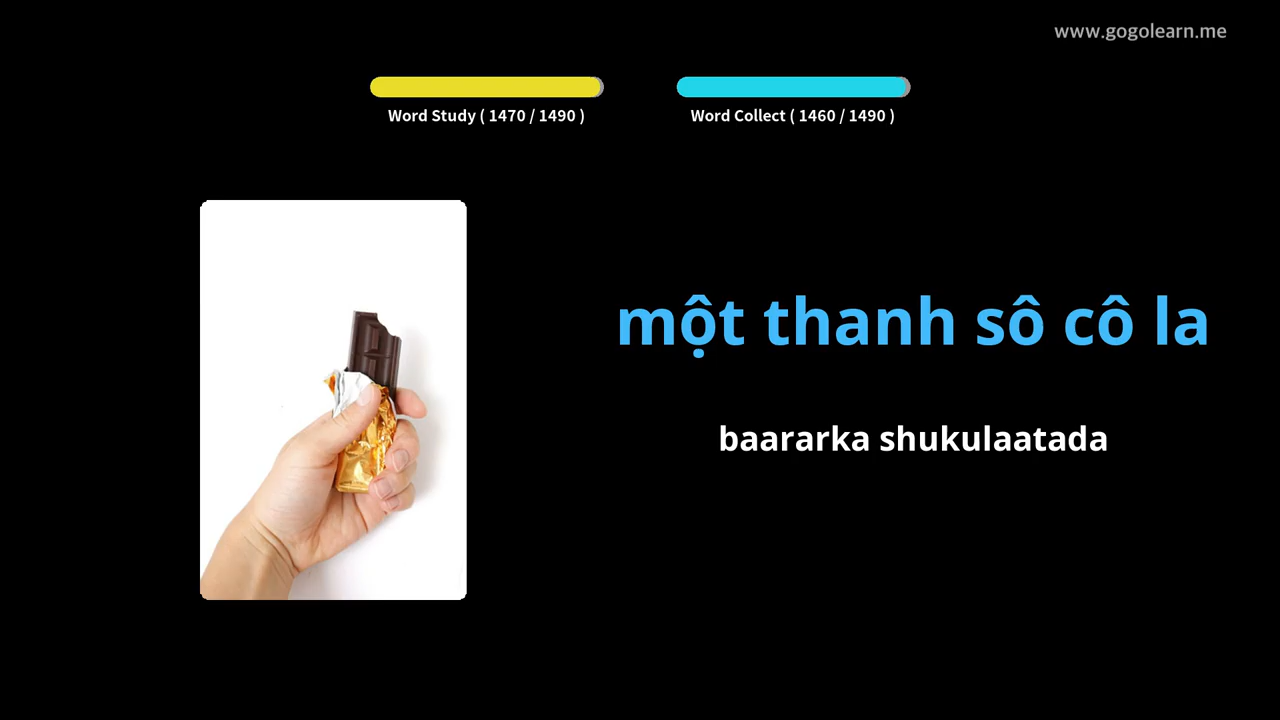 www.gogolearn.me
Word Study ( 1470 / 1490 )
Word Collect ( 1460 / 1490 )
một thanh sô cô la
baararka shukulaatada